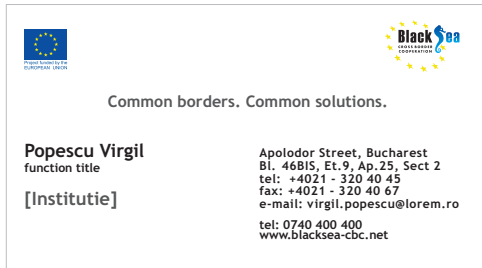 Project funded by the
EUROPEAN UNION
Black Sea
CROSS BORDER
COOPERATION
Common borders. Common solutions.
Popescu Virgil
function title
[Institutie]
Apolodor Street, Bucharest
Bl. 46BIS, Et.9, Ap.25, Sect 2
tel: +4021 - 320 40 45
fax: +4021 - 320 40 67
e-mail: virgil.popescu@lorem.ro
tel: 0740 400 400
www.blacksea-cbc.net